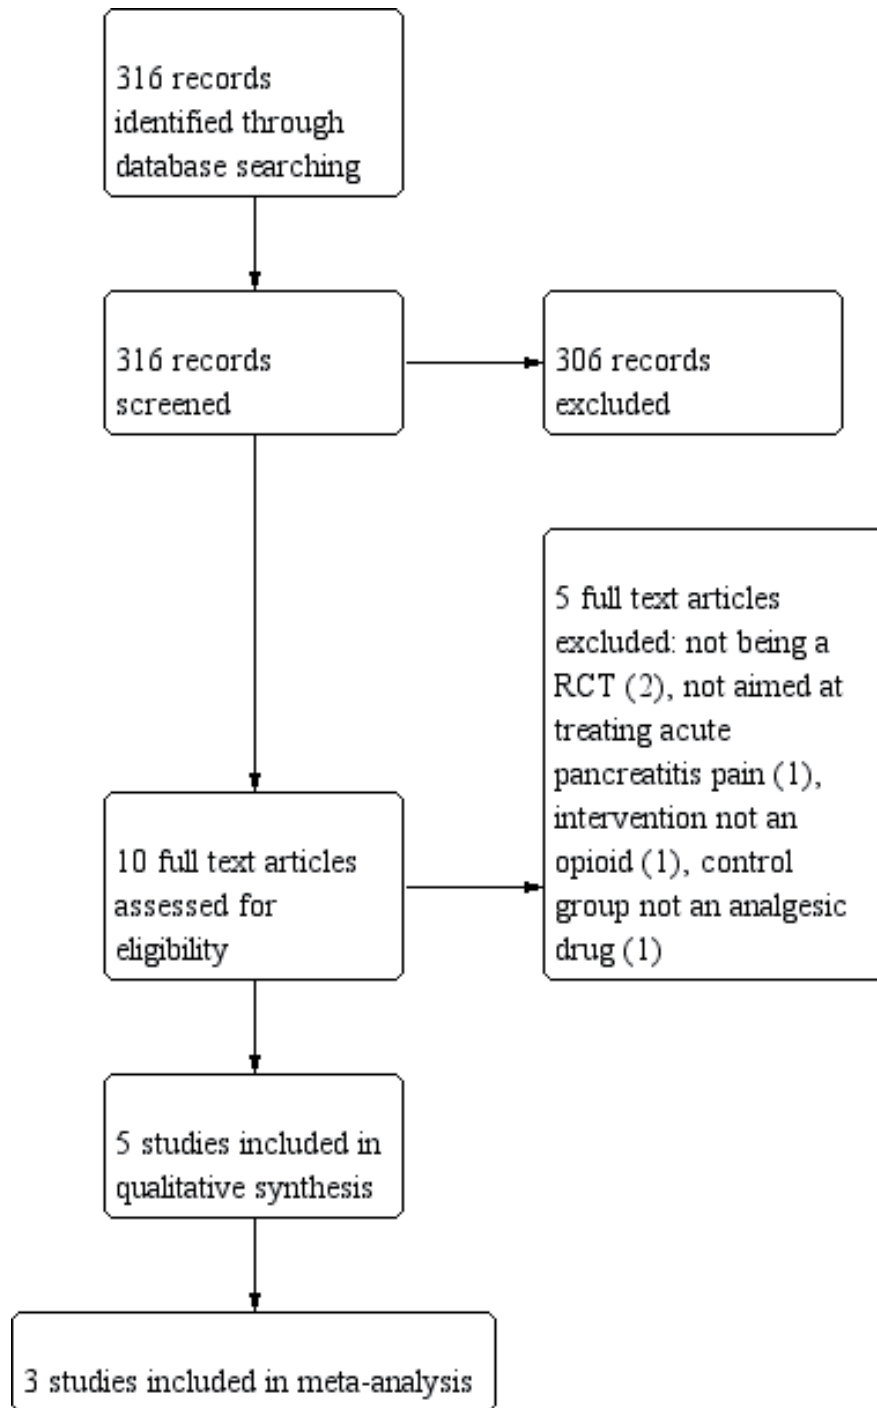 316 records
identified through
database searching
316 records
screened
306 records
excluded
5 full text articles
excluded: not being a
RCT (2), not aimed at
treating acute
pancreatitis pain (1),
intervention not an
opioid (1), control
group not an analgesic
drug (1)
10 full text articles
assessed for
eligibility
5 studies included in
qualitative synthesis
3 studies included in meta-analysis